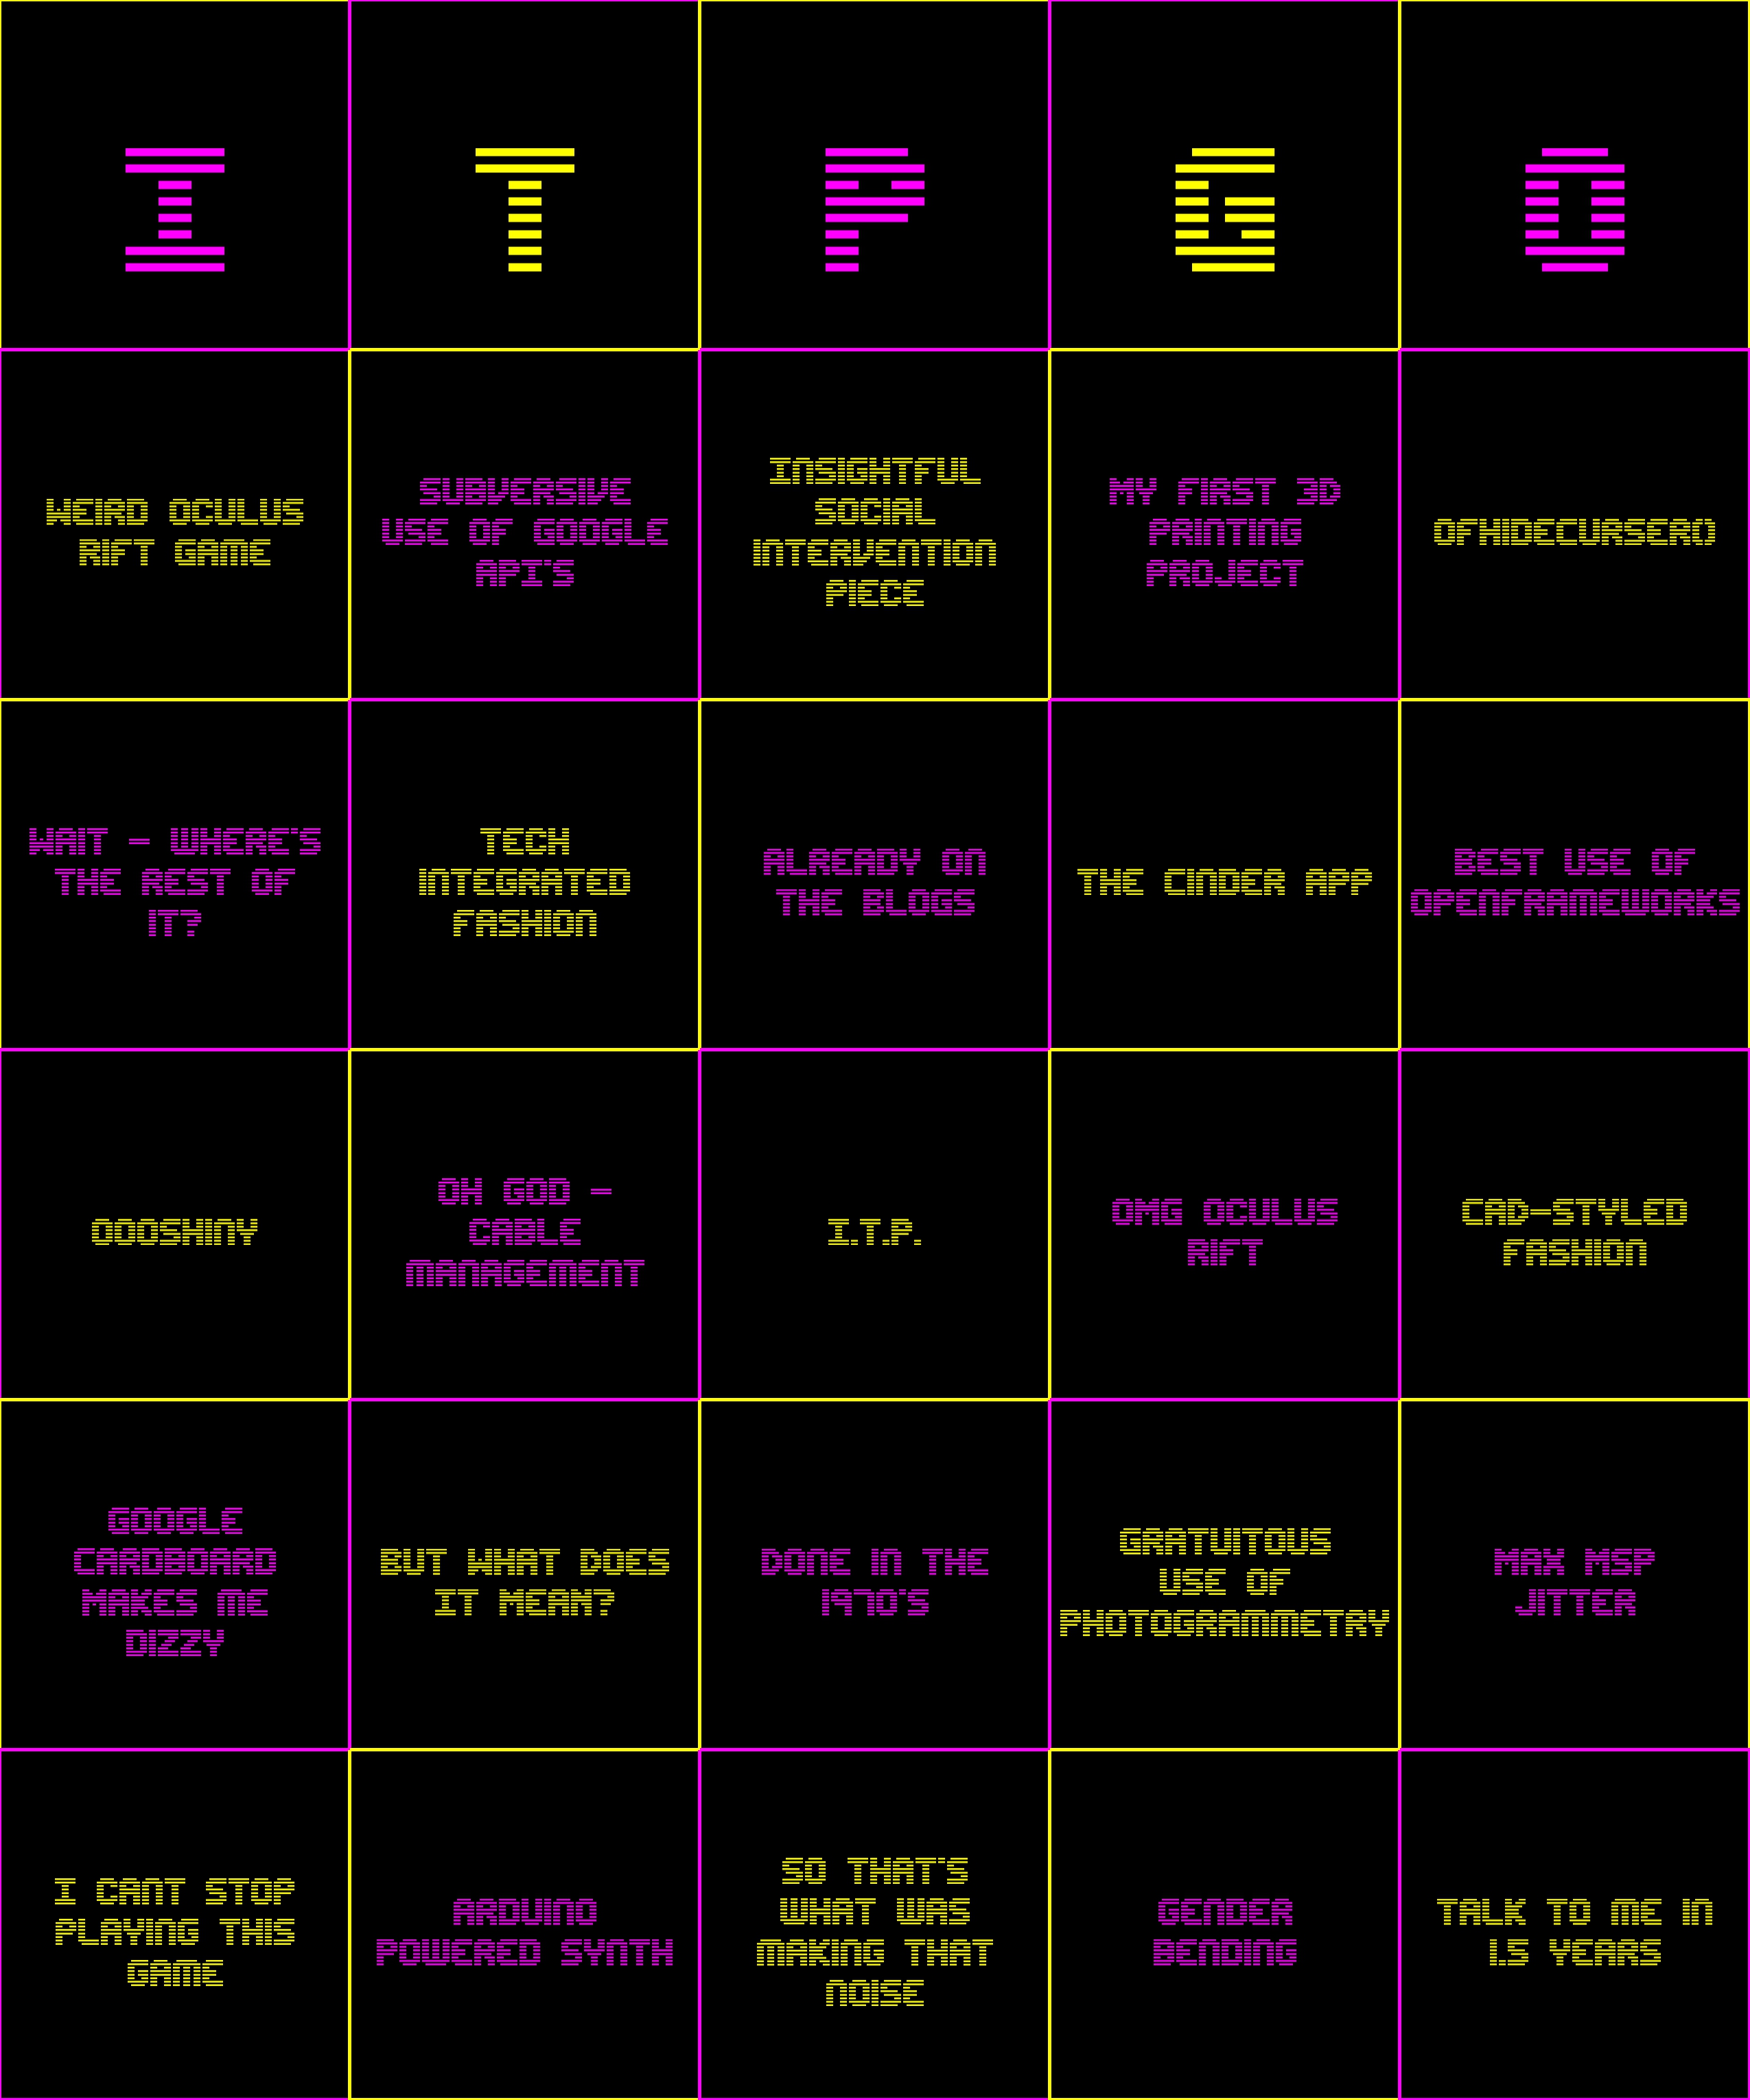 I
T
P
G
O
WEIRD OCULUS
RIFT GAME
SUBVERSIVE
USE OF GOOGLE
API'S
INSIGHTFUL
SOCIAL
INTERVENTION
PIECE
MY FIRST 3D
PRINTING
PROJECT
OFHIDECURSERO
WAIT - WHERE'S
THE REST OF
IT?
TECH
INTEGRATED
FASHION
ALREADY ON
THE BLOGS
THE CINDER APP
BEST USE OF
OPENFRAMEWORKS
OOOSHINY
OH GOD -
CABLE
MANAGEMENT
I.T.P.
OMG OCULUS
RIFT
CAD-STYLED
FASHION
GOOGLE
CARDBOARD
MAKES ME
DIZZY
BUT WHAT DOES
IT MEAN?
DONE IN THE
1970'S
GRATUITOUS
USE OF
PHOTOGRAMMETRY
MAX MSP
JITTER
I CANT STOP
PLAYING THIS
GAME
ARDUINO
POWERED SYNTH
SO THAT'S
WHAT WAS
MAKING THAT
NOISE
GENDER
BENDING
TALK TO ME IN
15 YEARS